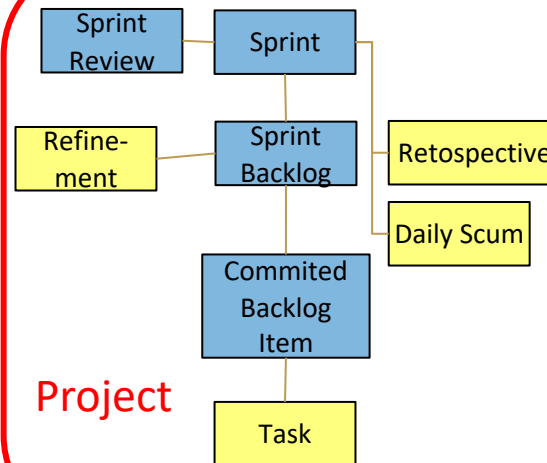 Sprint
Review
Sprint
Refine-
ment
Sprint
Backlog
Retospective
Daily Scum
Commited
Backlog
Item
Project
Task